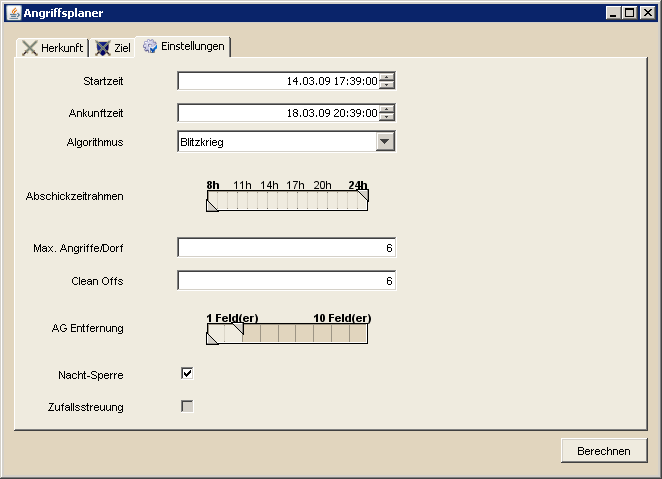 Angriffsplaner
Herkunft Ziel Einstellungen
Startzeit 14.03.09 17:39:00
Ankunftzeit 18.03.09 20:39:00
Algorithmus Blitzkrieg
8h 11h 14h 17h 20h 24h
Abschickzeitrahmen
Max. Angriffe/Dorf 6
Clean Offs 6
1 Feld(er) 10 Feld(er)
AG Entfernung
Nacht-Sperre
Zufallsstreuung
Berechnen